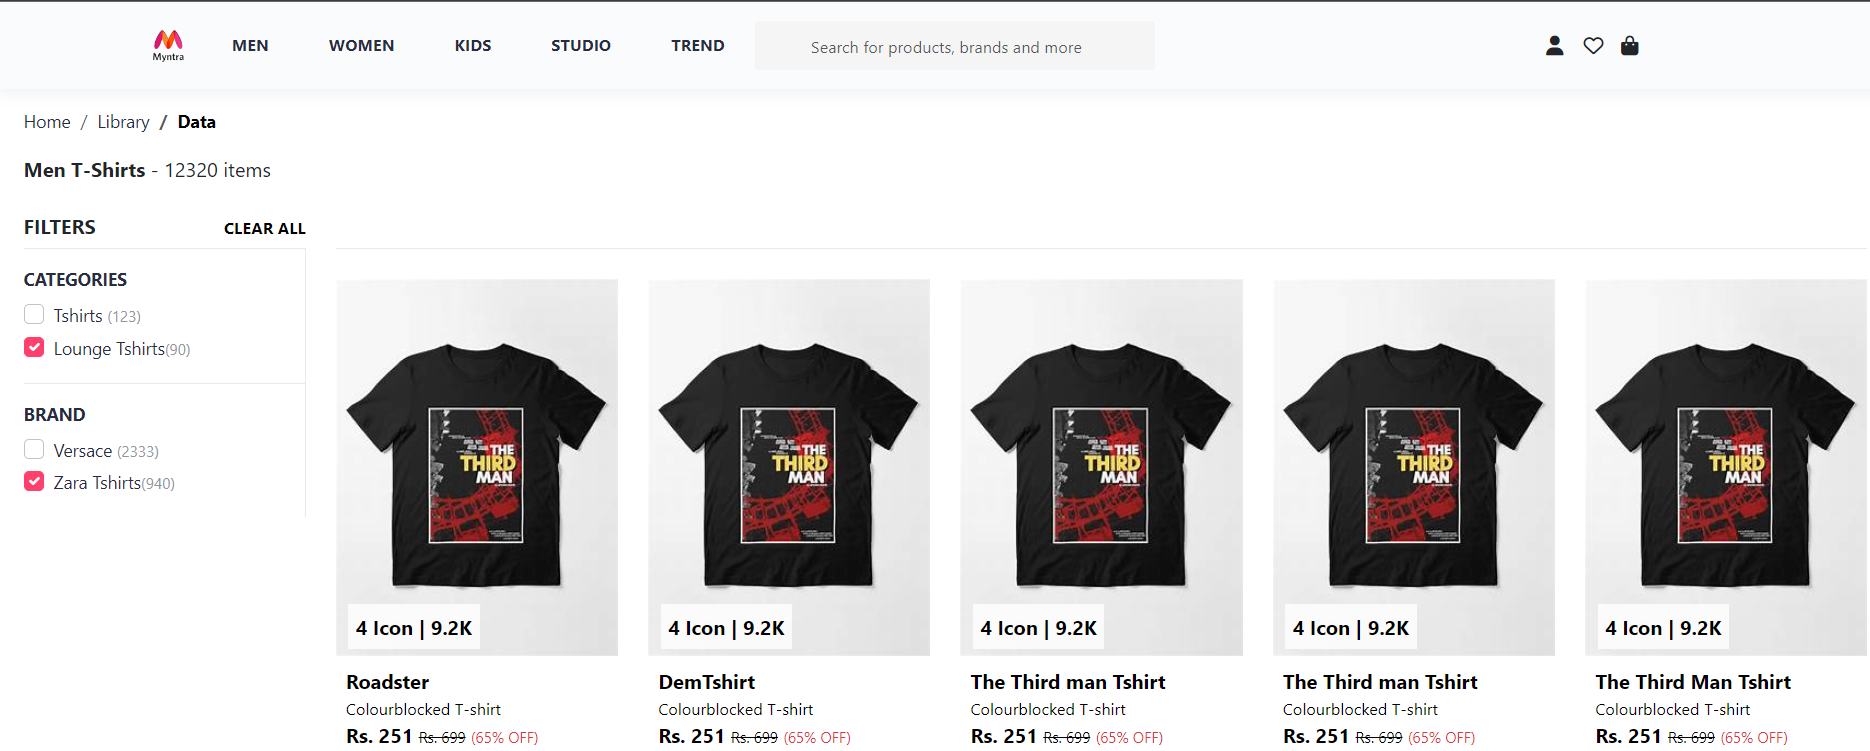 Myntra
MEN WOMEN KIDS STUDIO TREND
Search for products, brands and more
Home / Library / Data
Men T-Shirts - 12320 items
FILTERS CLEAR ALL
CATEGORIES
Tshirts (123)
Lounge Tshirts(90)
BRAND
Versace (2333)
Zara Tshirts(940)
THE
THIRD
MAN
THE
THIRD
MAN
THE
THIRD
MAN
THE
THIRD
MAN
THE
THIRD
MAN
4 Icon | 9.2K
4 Icon | 9.2K
4 Icon | 9.2K
4 Icon | 9.2K
4 Icon | 9.2K
Roadster
Colourblocked T-shirt
Rs. 251 Rs. 699 (65% OFF)
DemTshirt
Colourblocked T-shirt
Rs. 251 Rs. 699 (65% OFF)
The Third man Tshirt
Colourblocked T-shirt
Rs. 251 Rs. 699 (65% OFF)
The Third man Tshirt
Colourblocked T-shirt
Rs. 251 Rs. 699 (65% OFF)
The Third Man Tshirt
Colourblocked T-shirt
Rs. 251 Rs. 699 (65% OFF)